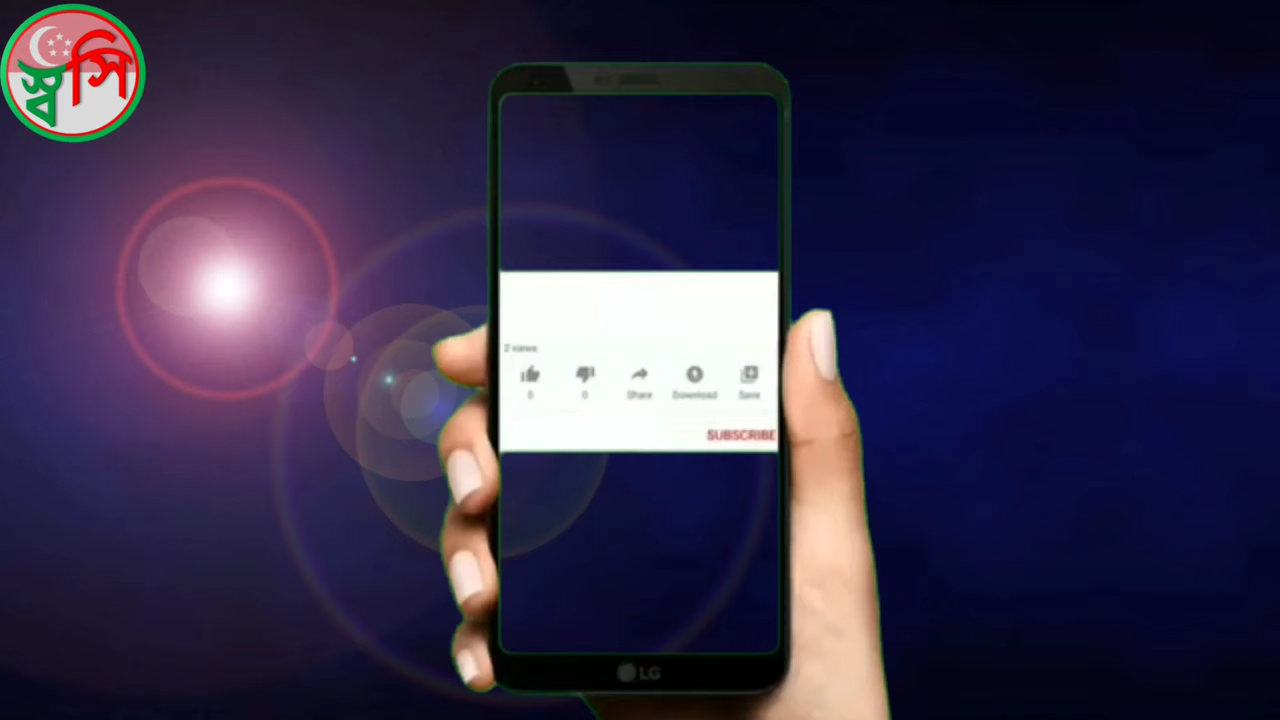 স্বসি
2 views
0 0 Share Download Save
SUBSCRIBE
LG